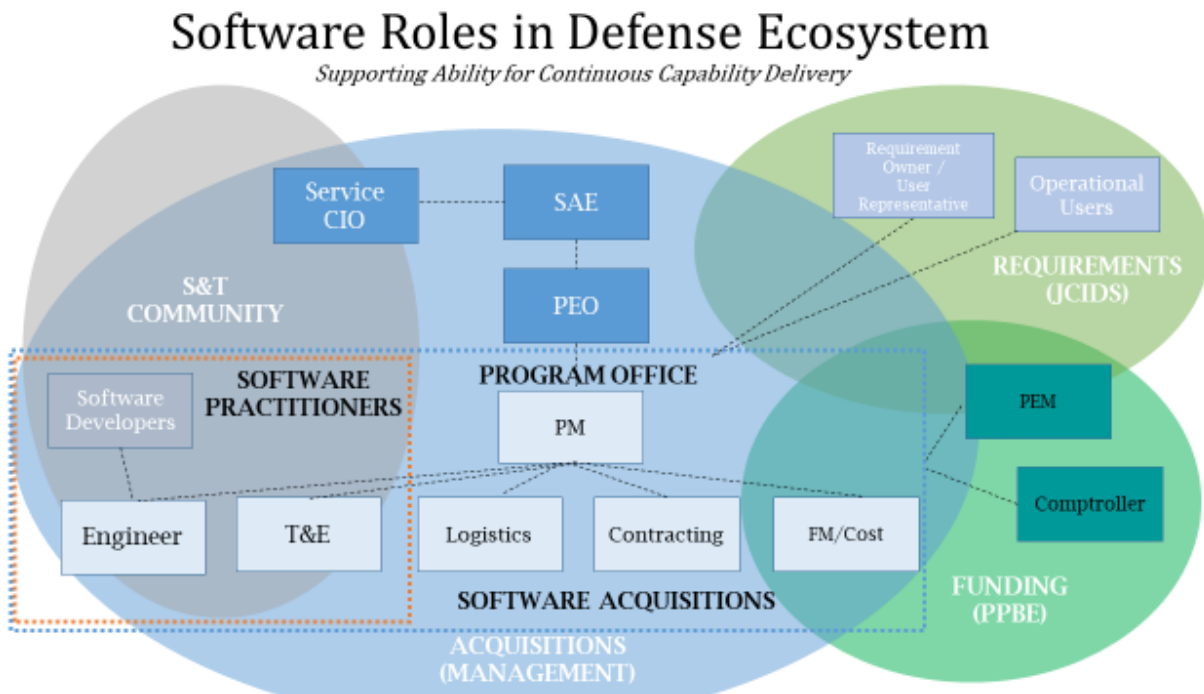 Software Roles in Defense Ecosystem
Supporting Ability for Continuous Capability Delivery
Service
CIO
SAE
Requirement
Owner /
User
Representative
Operational
Users
S&T
COMMUNITY
PEO
REQUIREMENTS
(JCIDS)
SOFTWARE
PRACTITIONERS
PROGRAM OFFICE
Software
Developers
PM
PEM
Engineer
T&E
Logistics
Contracting
FM/Cost
Comptroller
SOFTWARE ACQUISITIONS
FUNDING
(PPBE)
ACQUISITIONS
(MANAGEMENT)